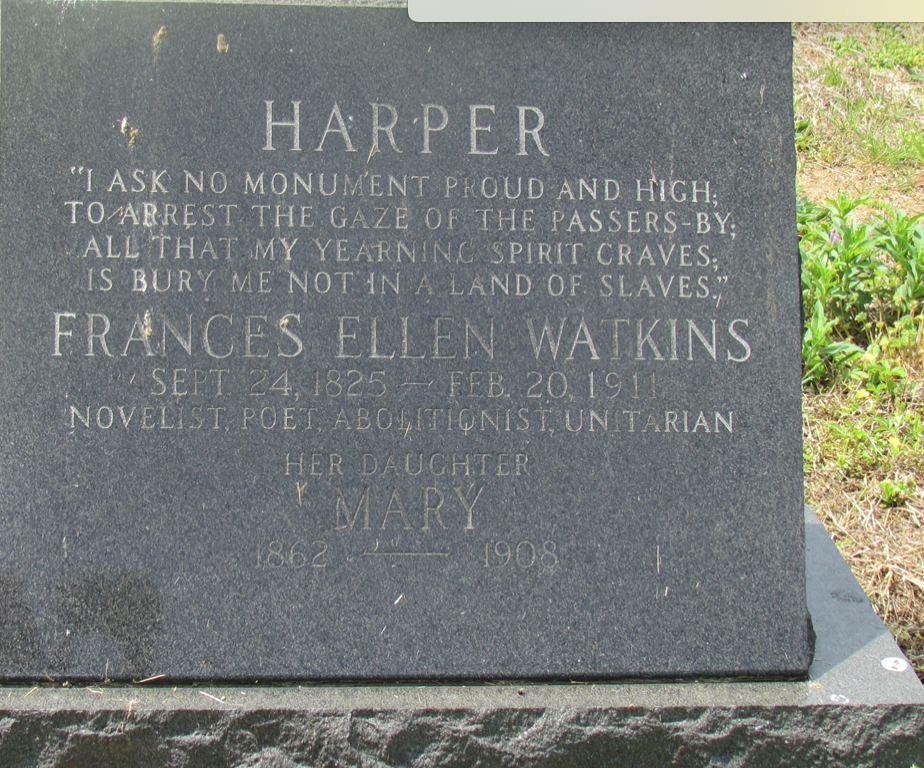 HARPER
"I ASK NO MONUMENT PROUD AND HIGH;
TO ARREST THE GAZE OF THE PASSERS-BY;
ALL THAT MY YEARNING SPIRIT CRAVES;
IS BURY ME NOT IN A LAND OF SLAVES."
FRANCES ELLEN WATKINS
SEPT. 24, 1825 — FEB. 20, 1911
NOVELIST, POET, ABOLITIONIST, UNITARIAN
HER DAUGHTER
MARY
1862 — 1908